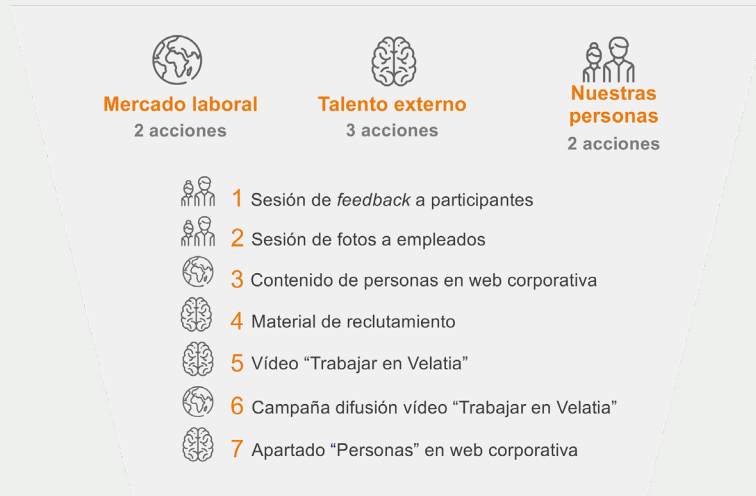 Mercado laboral
2 acciones
Talento externo
3 acciones
Nuestras
personas
2 acciones
1 Sesión de feedback a participantes
2 Sesión de fotos a empleados
3 Contenido de personas en web corporativa
4 Material de reclutamiento
5 Vídeo “Trabajar en Velatia”
6 Campaña difusión vídeo “Trabajar en Velatia”
7 Apartado “Personas” en web corporativa